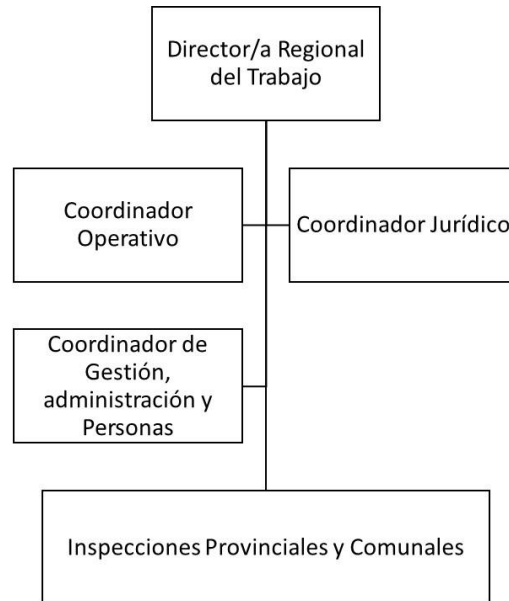 Director/a Regional
del Trabajo
Coordinador
Operativo
Coordinador Jurídico
Coordinador de
Gestión,
administración y
Personas
Inspecciones Provinciales y Comunales